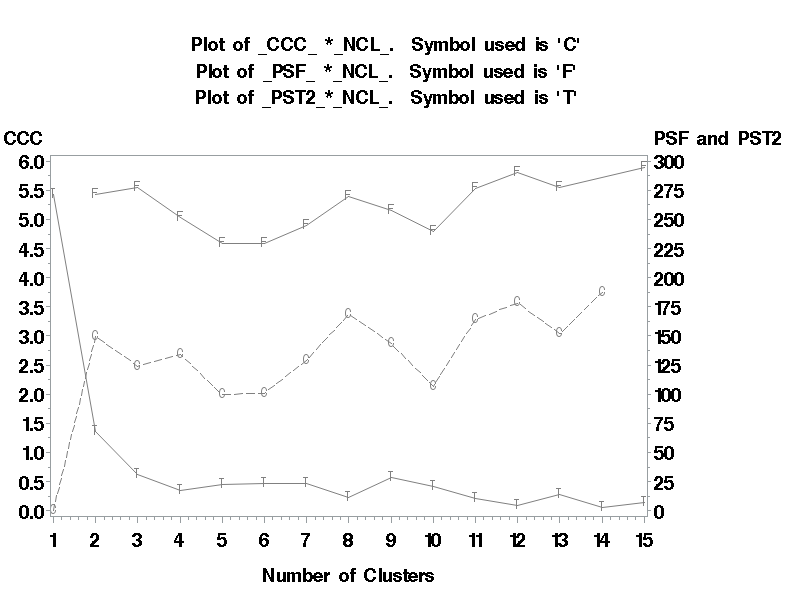 Plot of _CCC_ *_NCL_. Symbol used is 'C'
Plot of _PSF_ *_NCL_. Symbol used is 'F'
Plot of _PST2_*_NCL_. Symbol used is 'T'
CCC PSF and PST2
6.0 300
5.5 275
5.0 250
4.5 225
4.0 200
3.5 175
3.0 150
2.5 125
2.0 100
1.5 75
1.0 50
0.5 25
0.0 0
1 2 3 4 5 6 7 8 9 10 11 12 13 14 15
Number of Clusters